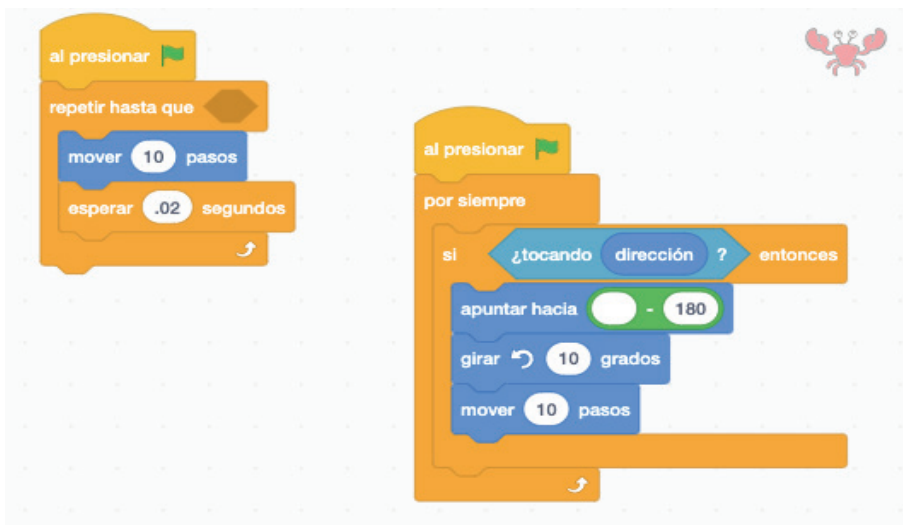 al presionar
repetir hasta que
mover 10 pasos
esperar .02 segundos
al presionar
por siempre
si ¿tocando dirección ? entonces
apuntar hacia - 180
girar 10 grados
mover 10 pasos